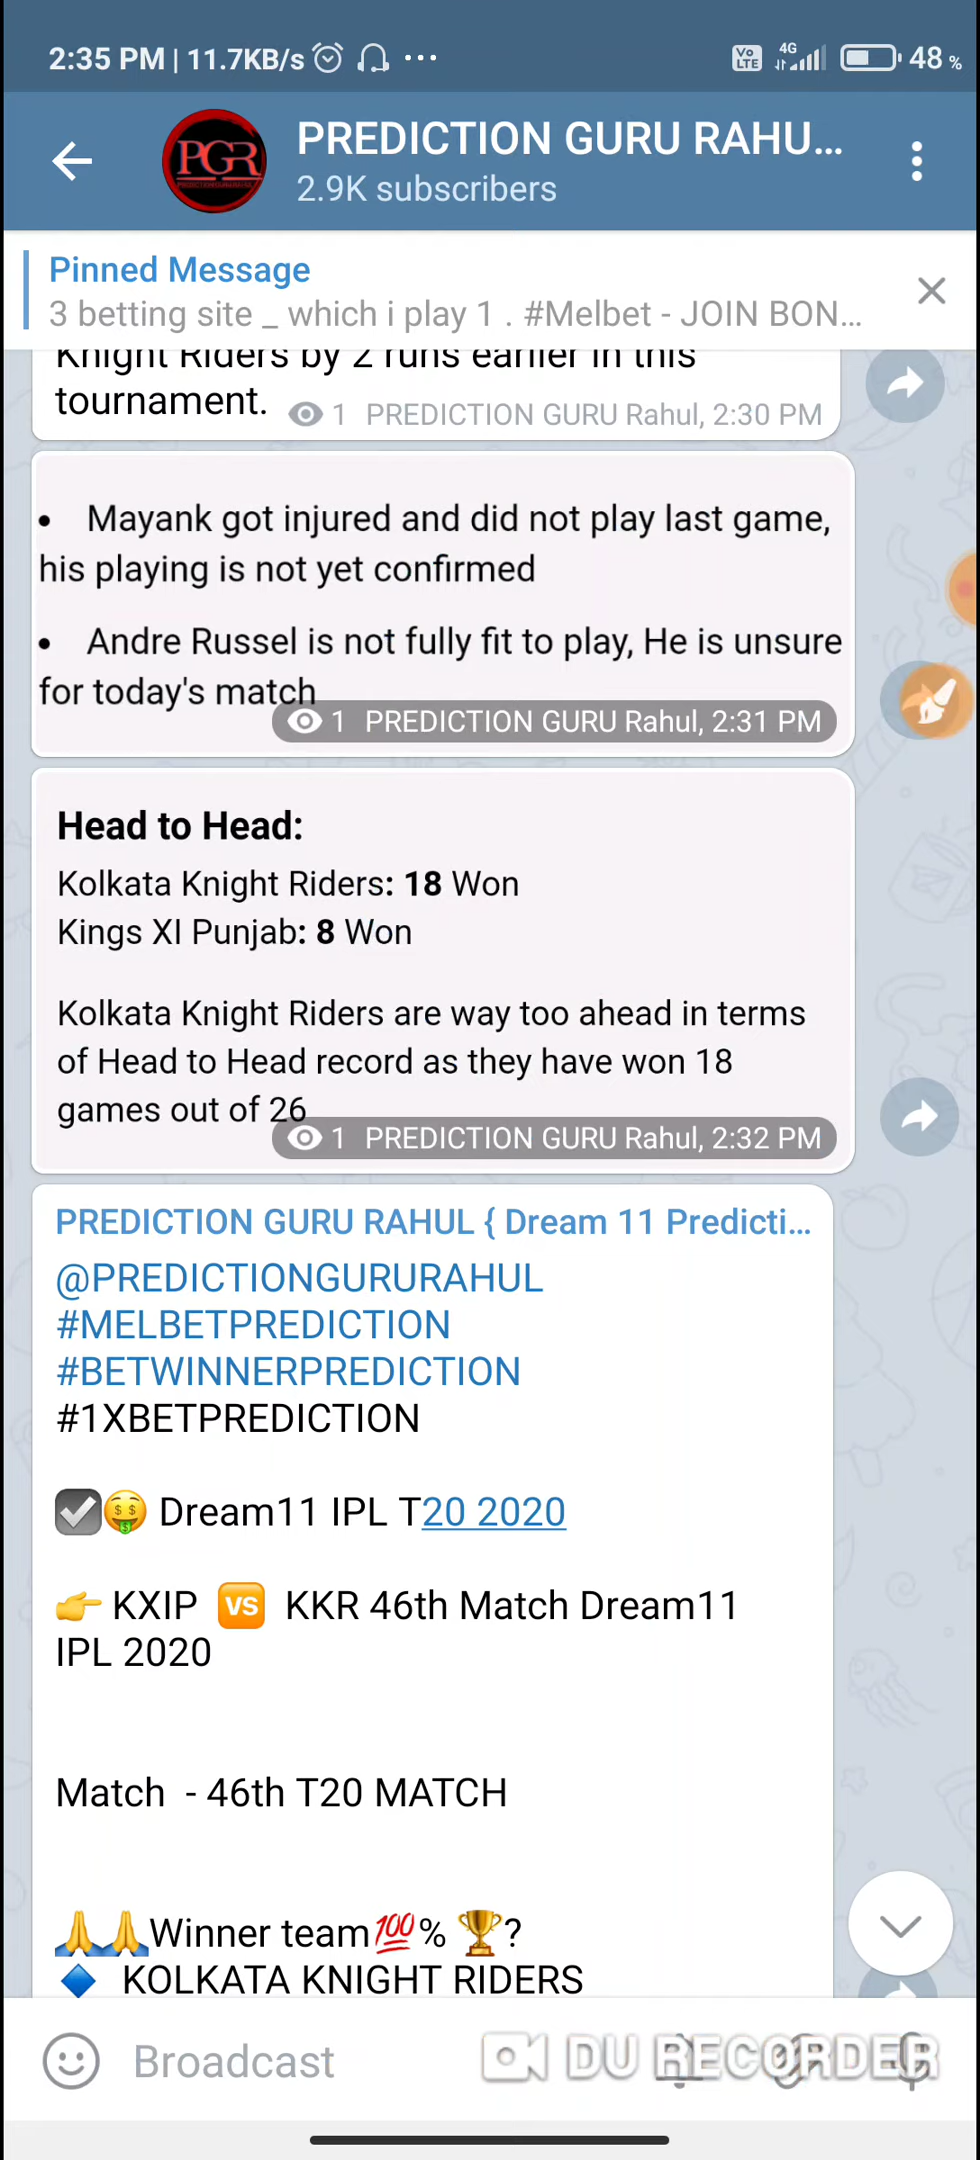 2:35 PM | 11.7KB/s ...
Vo LTE 4G 48 %
PGR
PREDICTION GURU RAHU...
2.9K subscribers
Pinned Message
3 betting site _ which i play 1 . #Melbet - JOIN BON...
Knight Riders by 2 runs earlier in this
tournament. 1 PREDICTION GURU Rahul, 2:30 PM
• Mayank got injured and did not play last game,
his playing is not yet confirmed
• Andre Russel is not fully fit to play, He is unsure
for today's match
1 PREDICTION GURU Rahul, 2:31 PM
Head to Head:
Kolkata Knight Riders: 18 Won
Kings XI Punjab: 8 Won
Kolkata Knight Riders are way too ahead in terms
of Head to Head record as they have won 18
games out of 26
1 PREDICTION GURU Rahul, 2:32 PM
PREDICTION GURU RAHUL { Dream 11 Predicti...
@PREDICTIONGURURAHUL
#MELBETPREDICTION
#BETWINNERPREDICTION
#1XBETPREDICTION
☑️🤑 Dream11 IPL T20 2020
👉 KXIP 🆚 KKR 46th Match Dream11
IPL 2020
Match - 46th T20 MATCH
🙏🙏Winner team💯% 🏆?
🔷 KOLKATA KNIGHT RIDERS
Broadcast
DU RECORDER